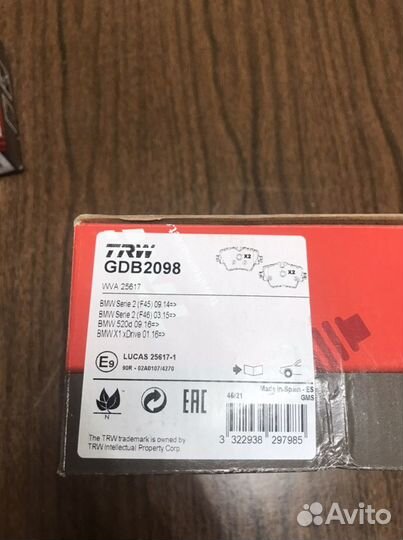 TRW
GDB2098
X2
X2
WVA 25617
BMW Serie 2 (F45) 09.14=>
BMW Serie 2 (F46) 03.15=>
BMW 520d 09.16=>
BMW X1 xDrive 01.16=>
E9
LUCAS 25617-1
90R - 02A0107/4270
N
EAC
46/21
Made in Spain - ES
GMS
The TRW trademark is owned by
TRW Intellectual Property Corp.
3 322938 297985
Avito